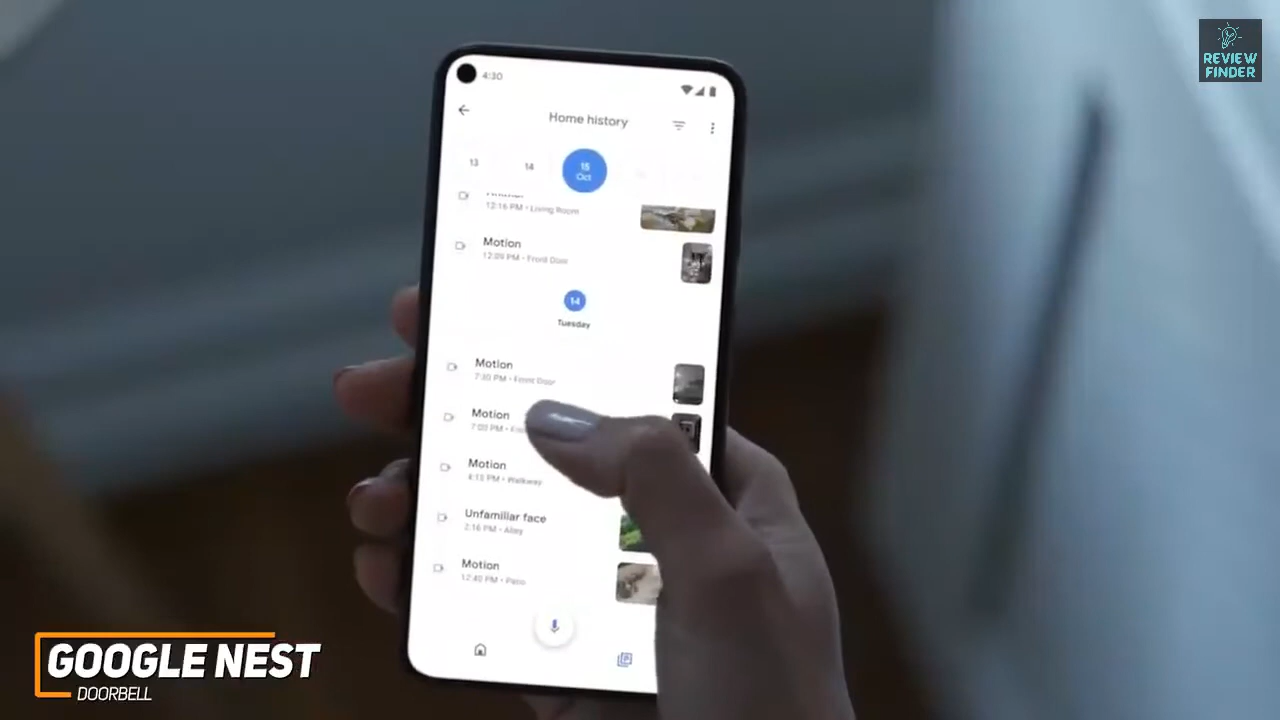 REVIEW
FINDER
4:30
Home history
13
14
15
Oct
12:16 PM • Living Room
Motion
12:09 PM • Front Door
14
Tuesday
Motion
7:30 PM • Front Door
Motion
7:00 PM •
Motion
4:15 PM • Walkway
Unfamiliar face
2:16 PM • Alley
Motion
12:40 PM • Patio
GOOGLE NEST
DOORBELL